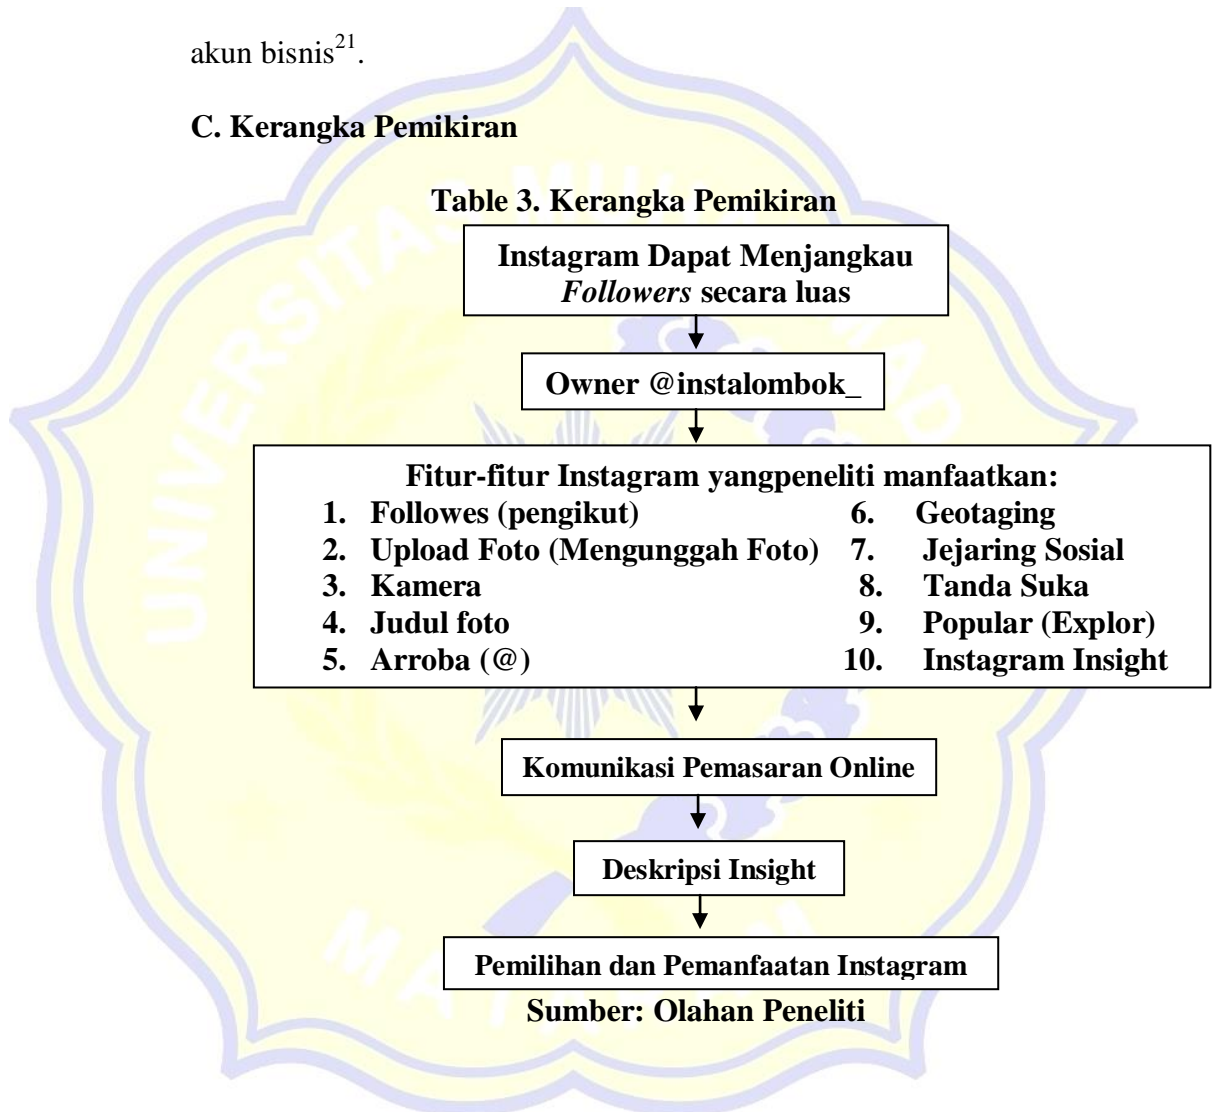 akun bisnis21.
C. Kerangka Pemikiran
Table 3. Kerangka Pemikiran
Instagram Dapat Menjangkau
Followers secara luas
Owner @instalombok_
Fitur-fitur Instagram yangpeneliti manfaatkan:
1. Followes (pengikut) 6. Geotaging
2. Upload Foto (Mengunggah Foto) 7. Jejaring Sosial
3. Kamera 8. Tanda Suka
4. Judul foto 9. Popular (Explor)
5. Arroba (@) 10. Instagram Insight
Komunikasi Pemasaran Online
Deskripsi Insight
Pemilihan dan Pemanfaatan Instagram
Sumber: Olahan Peneliti